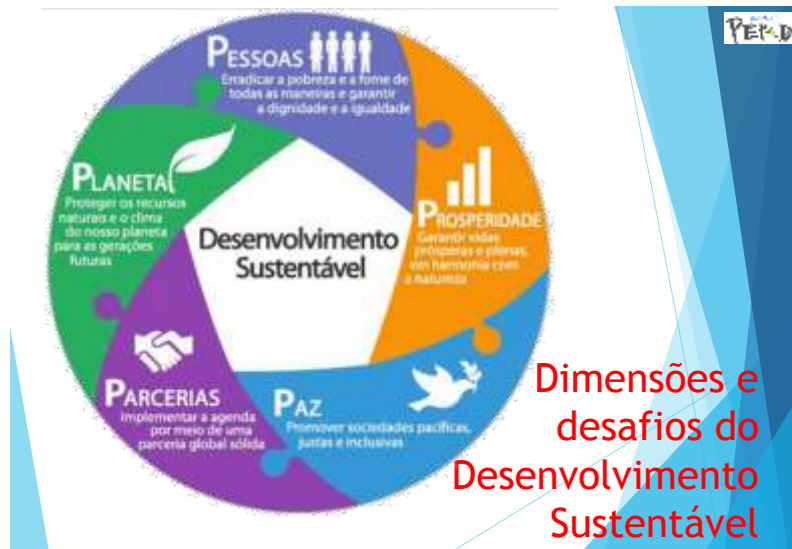 PESSOAS
Erradicar a pobreza e a fome de
todas as maneiras e garantir
a dignidade e a igualdade
PROSPERIDADE
Garantir vidas
prósperas e plenas,
em harmonia com
a natureza
PAZ
Promover sociedades pacíficas,
justas e inclusivas
PARCERIAS
Implementar a agenda
por meio de uma
parceria global sólida
PLANETA
Proteger os recursos
naturais e o clima
do nosso planeta
para as gerações
futuras
Desenvolvimento
Sustentável
Dimensões e
desafios do
Desenvolvimento
Sustentável